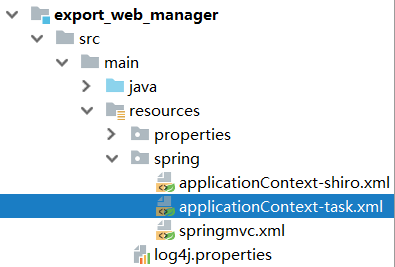 export_web_manager
src
main
java
resources
properties
spring
applicationContext-shiro.xml
applicationContext-task.xml
springmvc.xml
log4j.properties